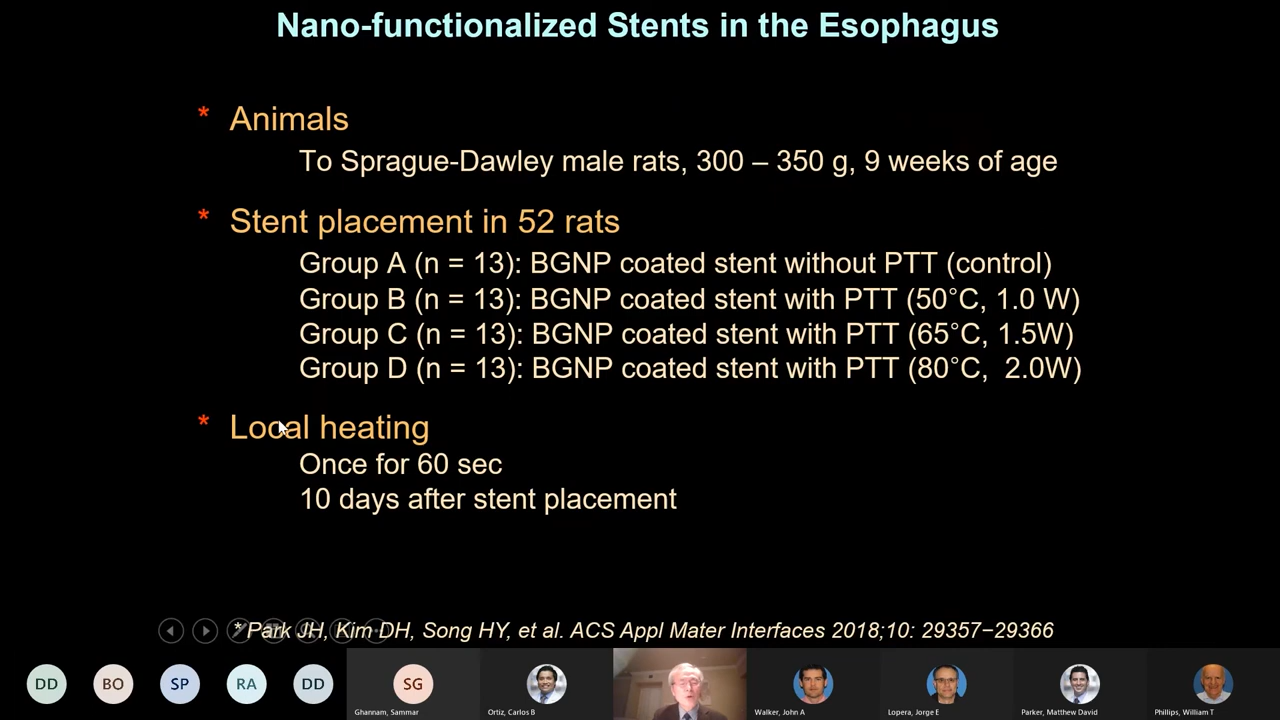 Nano-functionalized Stents in the Esophagus
* Animals
To Sprague-Dawley male rats, 300 – 350 g, 9 weeks of age
* Stent placement in 52 rats
Group A (n = 13): BGNP coated stent without PTT (control)
Group B (n = 13): BGNP coated stent with PTT (50°C, 1.0 W)
Group C (n = 13): BGNP coated stent with PTT (65°C, 1.5W)
Group D (n = 13): BGNP coated stent with PTT (80°C,  2.0W)
* Local heating
Once for 60 sec
10 days after stent placement
* Park JH, Kim DH, Song HY, et al. ACS Appl Mater Interfaces 2018;10: 29357−29366
DD BO SP RA DD SG
Ghannam, Sammar Ortiz, Carlos B Walker, John A Lopera, Jorge E Parker, Matthew David Phillips, William T